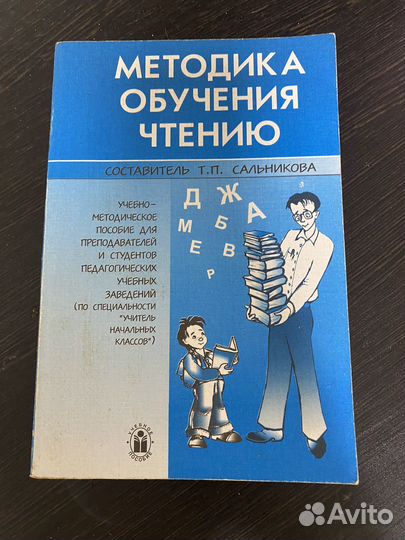 МЕТОДИКА
ОБУЧЕНИЯ
ЧТЕНИЮ
СОСТАВИТЕЛЬ Т.П. САЛЬНИКОВА
УЧЕБНО-
МЕТОДИЧЕСКОЕ
ПОСОБИЕ ДЛЯ
ПРЕПОДАВАТЕЛЕЙ
И СТУДЕНТОВ
ПЕДАГОГИЧЕСКИХ
УЧЕБНЫХ
ЗАВЕДЕНИЙ
(ПО СПЕЦИАЛЬНОСТИ
"УЧИТЕЛЬ
НАЧАЛЬНЫХ
КЛАССОВ")
Д Ж
М Б А
Е В
Р
УЧЕБНОЕ
ПОСОБИЕ
Avito